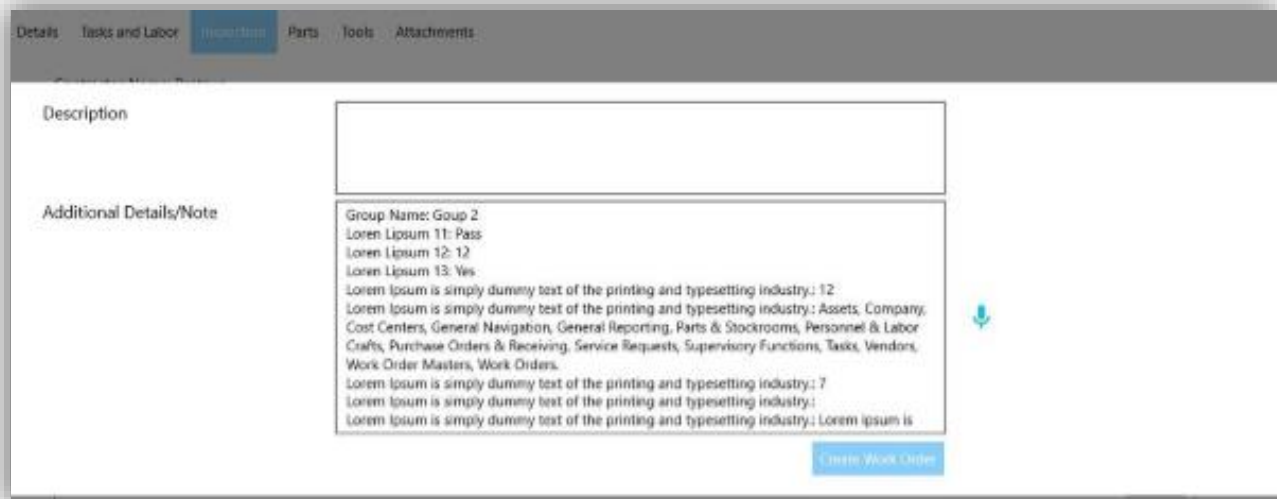 Details Tasks and Labor Inspection Parts Tools Attachments
Description
Additional Details/Note
Group Name: Goup 2
Loren Lipsum 11: Pass
Loren Lipsum 12: 12
Loren Lipsum 13: Yes
Lorem Ipsum is simply dummy text of the printing and typesetting industry.: 12
Lorem Ipsum is simply dummy text of the printing and typesetting industry.: Assets, Company,
Cost Centers, General Navigation, General Reporting, Parts & Stockrooms, Personnel & Labor
Crafts, Purchase Orders & Receiving, Service Requests, Supervisory Functions, Tasks, Vendors,
Work Order Masters, Work Orders.
Lorem Ipsum is simply dummy text of the printing and typesetting industry.: 7
Lorem Ipsum is simply dummy text of the printing and typesetting industry.:
Lorem Ipsum is simply dummy text of the printing and typesetting industry.: Lorem ipsum is
Create Work Order